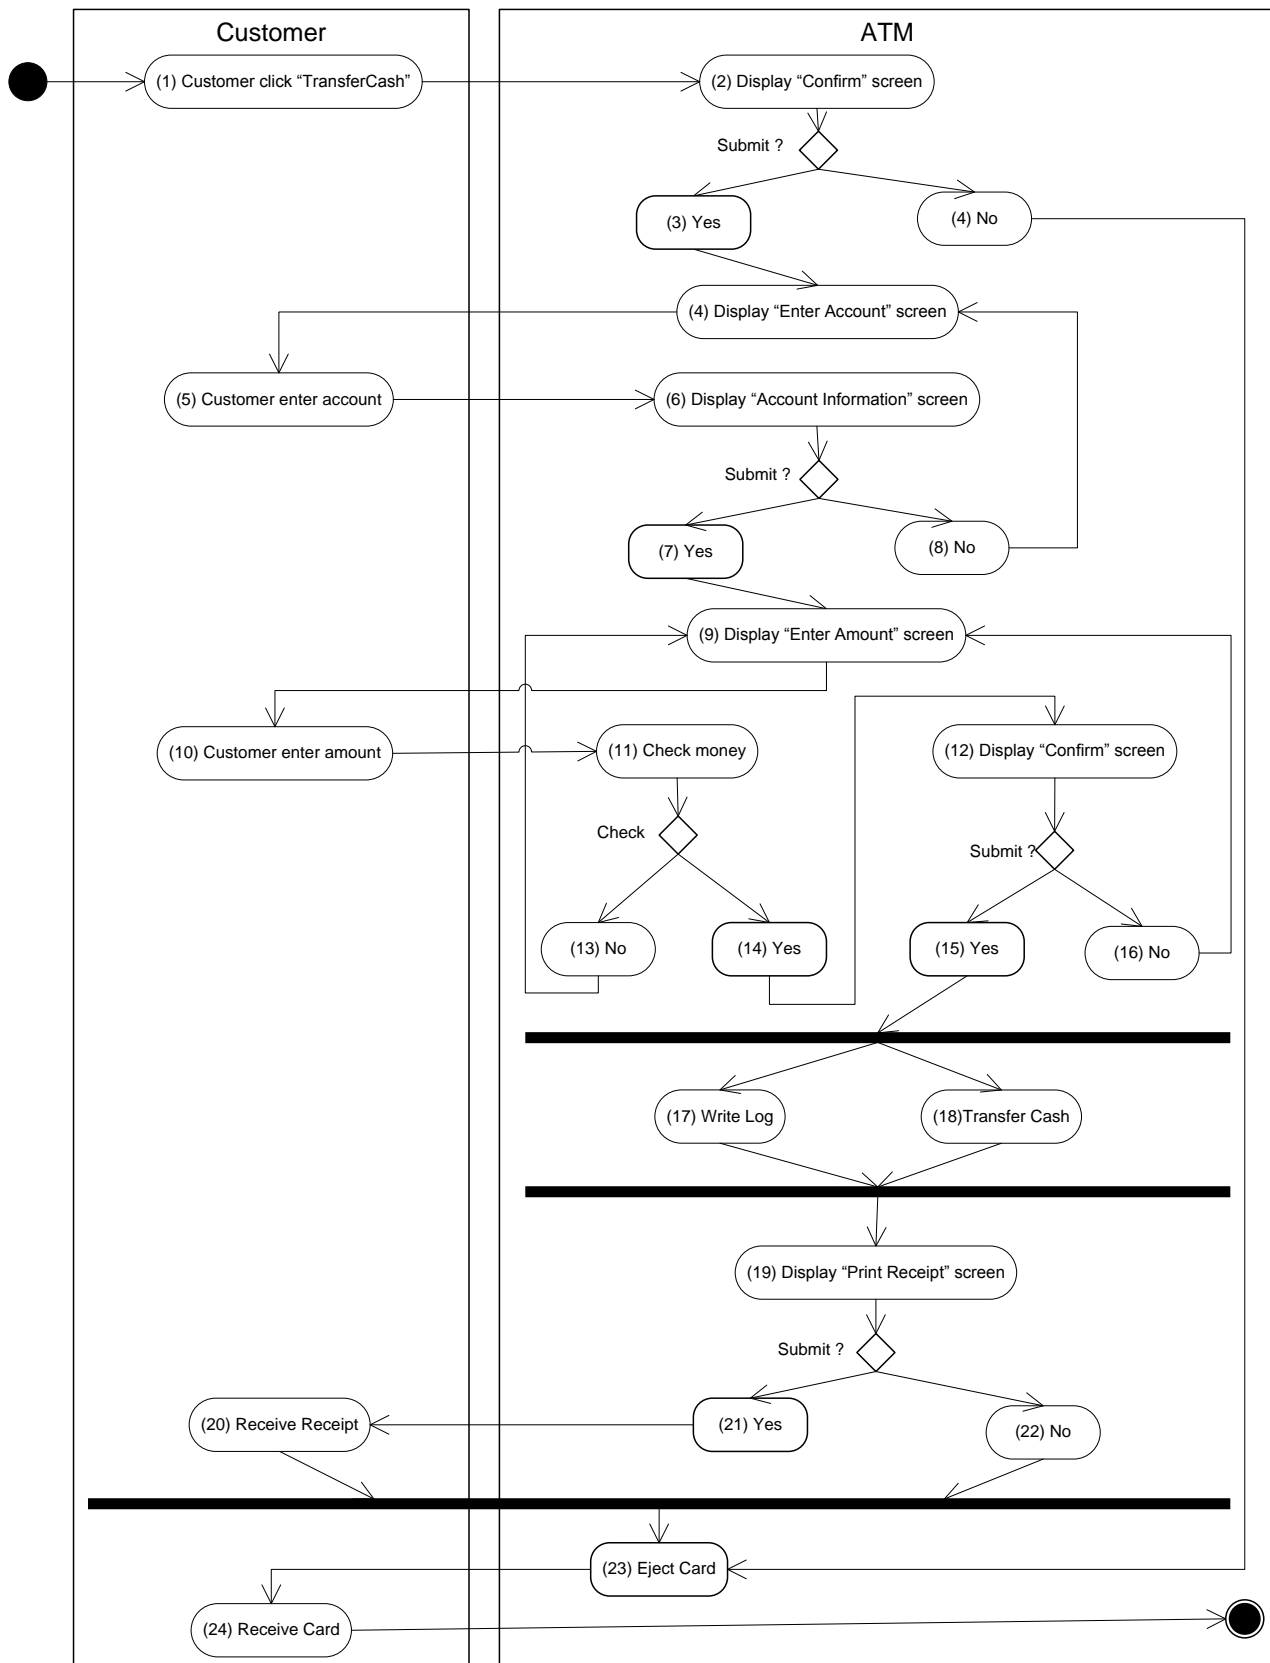 Customer
ATM
(1) Customer click “TransferCash”
(2) Display “Confirm” screen
Submit ?
(3) Yes
(4) No
(4) Display “Enter Account” screen
(5) Customer enter account
(6) Display “Account Information” screen
Submit ?
(7) Yes
(8) No
(9) Display “Enter Amount” screen
(10) Customer enter amount
(11) Check money
(12) Display “Confirm” screen
Check
Submit ?
(13) No
(14) Yes
(15) Yes
(16) No
(17) Write Log
(18)Transfer Cash
(19) Display “Print Receipt” screen
Submit ?
(20) Receive Receipt
(21) Yes
(22) No
(23) Eject Card
(24) Receive Card